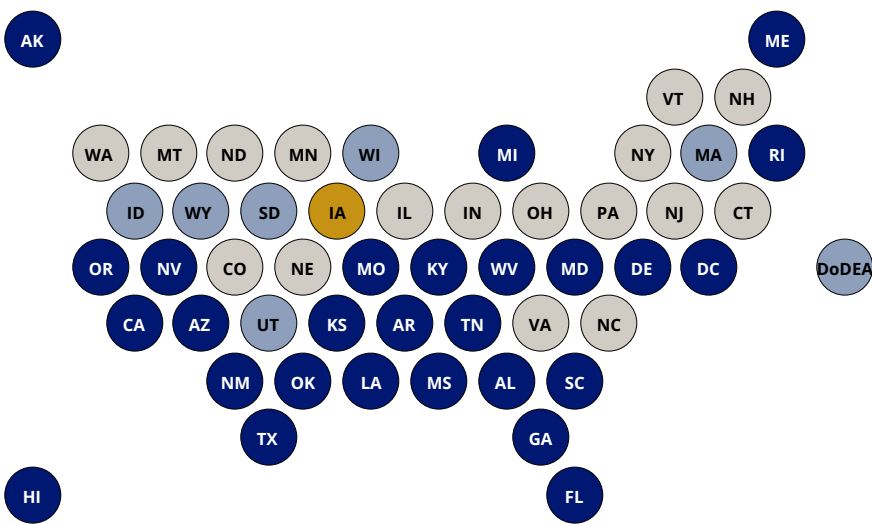 AK ME
VT NH
WA MT ND MN WI MI NY MA RI
ID WY SD IA IL IN OH PA NJ CT
OR NV CO NE MO KY WV MD DE DC DoDEA
CA AZ UT KS AR TN VA NC
NM OK LA MS AL SC
TX GA
HI FL